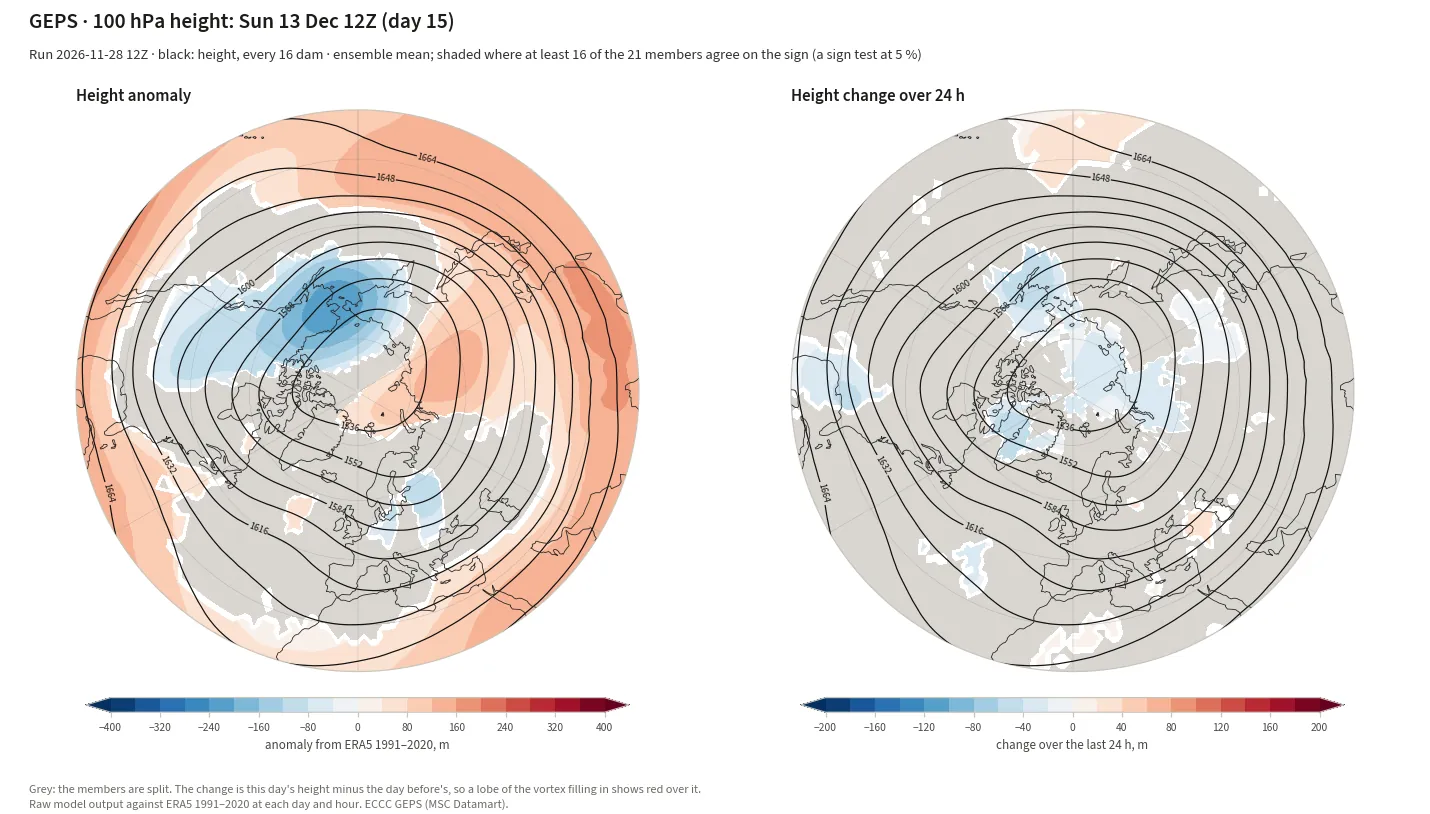 GEPS · 100 hPa height: Sun 13 Dec 12Z (day 15)
Run 2026-11-28 12Z · black: height, every 16 dam · ensemble mean; shaded where at least 16 of the 21 members agree on the sign (a sign test at 5 %)
Height anomaly
Height change over 24 h
1664
1648
1600
1568
1536
1552
1584
1632
1616
1664
1664
1648
1600
1568
1536
1552
1584
1632
1616
1664
−400 −320 −240 −160 −80 0 80 160 240 320 400
anomaly from ERA5 1991–2020, m
−200 −160 −120 −80 −40 0 40 80 120 160 200
change over the last 24 h, m
Grey: the members are split. The change is this day's height minus the day before's, so a lobe of the vortex filling in shows red over it.
Raw model output against ERA5 1991–2020 at each day and hour. ECCC GEPS (MSC Datamart).